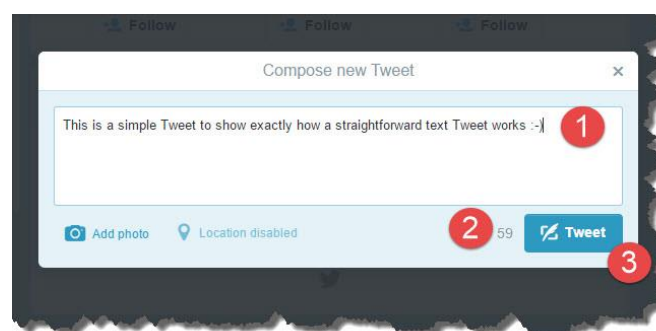 Follow Follow Follow
Compose new Tweet ×
This is a simple Tweet to show exactly how a straightforward text Tweet works :-)
1
Add photo Location disabled 2 59 Tweet
3